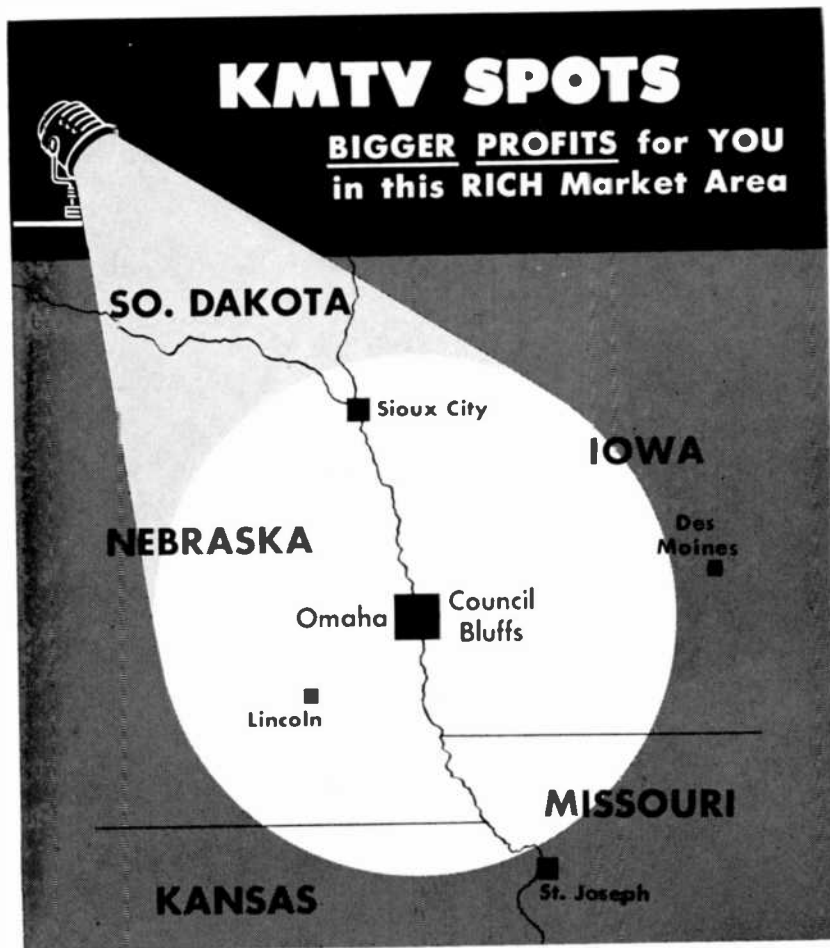 KMTV SPOTS
BIGGER PROFITS for YOU
in this RICH Market Area
SO. DAKOTA
Sioux City
IOWA
Des
Moines
NEBRASKA
Omaha
Council
Bluffs
Lincoln
MISSOURI
KANSAS
St. Joseph